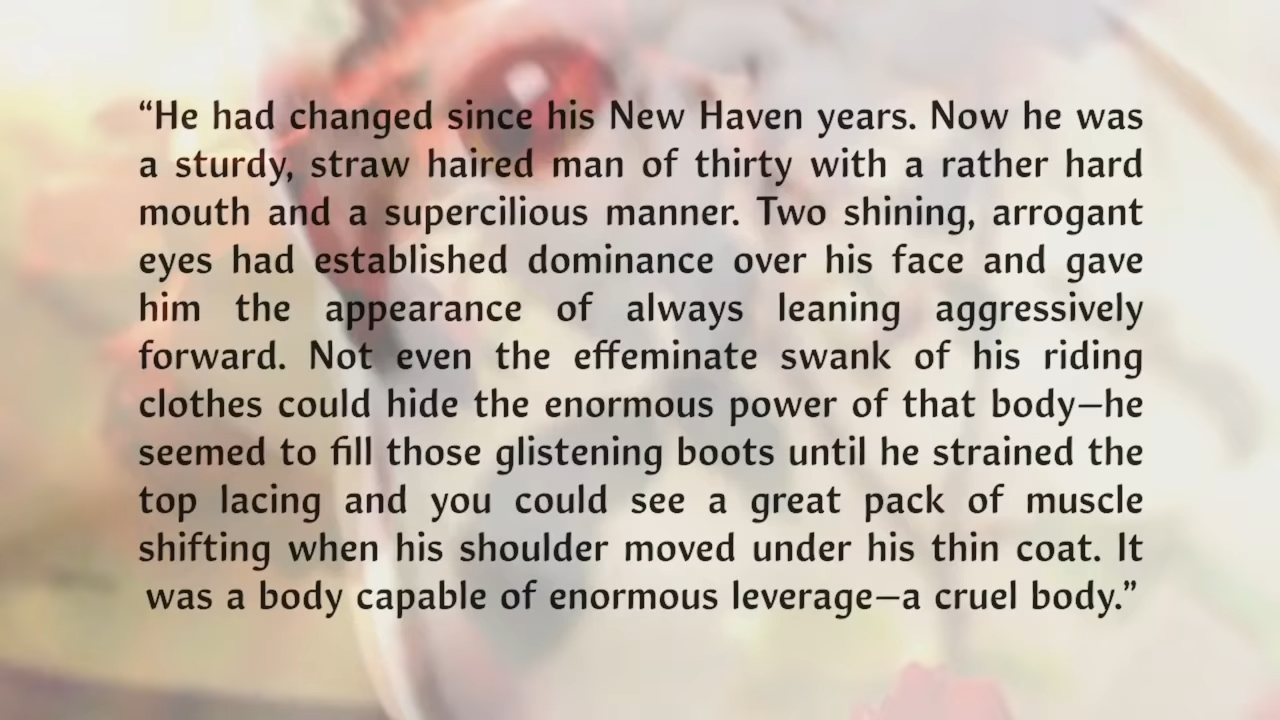 “He had changed since his New Haven years. Now he was
a sturdy, straw haired man of thirty with a rather hard
mouth and a supercilious manner. Two shining, arrogant
eyes had established dominance over his face and gave
him the appearance of always leaning aggressively
forward. Not even the effeminate swank of his riding
clothes could hide the enormous power of that body—he
seemed to fill those glistening boots until he strained the
top lacing and you could see a great pack of muscle
shifting when his shoulder moved under his thin coat. It
was a body capable of enormous leverage—a cruel body.”